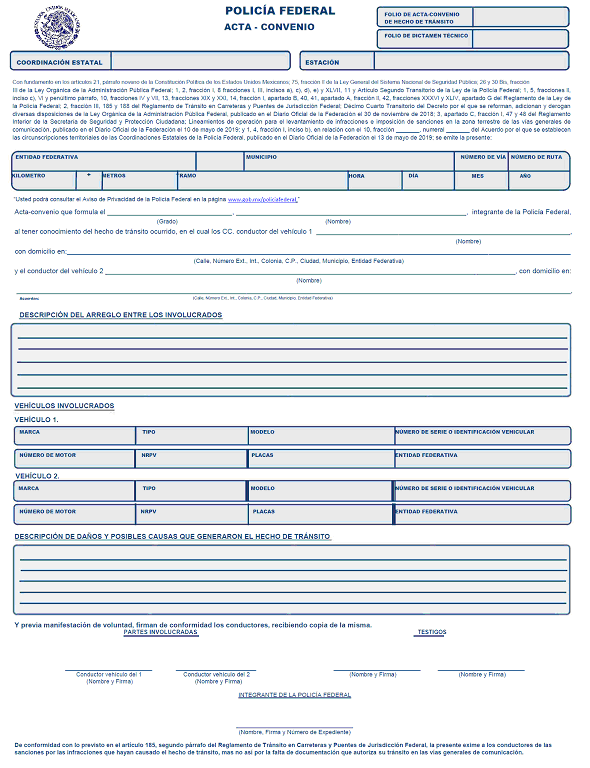 POLICÍA FEDERAL
ACTA - CONVENIO
FOLIO DE ACTA-CONVENIO
DE HECHO DE TRÁNSITO
FOLIO DE DICTAMEN TÉCNICO
COORDINACIÓN ESTATAL
ESTACIÓN
Con fundamento en los artículos 21, párrafo noveno de la Constitución Política de los Estados Unidos Mexicanos; 75, fracción II de la Ley General del Sistema Nacional de Seguridad Pública, 26 y 30 Bis, fracción
III de la Ley Orgánica de la Administración Pública Federal; 1, 2, fracción I, 8 fracciones I, III, incisos a), c), d), e) y XLVII, 11 y Artículo Segundo Transitorio de la Ley de la Policía Federal; 1, 5, fracciones II,
inciso c), VI y penúltimo párrafo, 10, fracciones IV y VII, 13, fracciones XIX y XXI, 14, fracción I, apartado B, 40, 41, apartado A, fracción II, 42, fracciones XXXVI y XLIV, apartado G del Reglamento de la Ley de
la Policía Federal; 2, fracción III, 185 y 188 del Reglamento de Tránsito en Carreteras y Puentes de Jurisdicción Federal; Décimo Cuarto Transitorio del Decreto por el que se reforman, adicionan y derogan
diversas disposiciones de la Ley Orgánica de la Administración Pública Federal, publicado en el Diario Oficial de la Federación el 30 de noviembre de 2018; 3, apartado C, fracción I, 47 y 48 del Reglamento
Interior de la Secretaría de Seguridad y Protección Ciudadana; Lineamientos de operación para el levantamiento de infracciones e imposición de sanciones en la zona terrestre de las vías generales de
comunicación, publicado en el Diario Oficial de la Federación el 10 de mayo de 2019; y 1, 4, fracción I, inciso b), en relación con 10, fracción ______, numeral ______ del Acuerdo por el que se establecen
las circunscripciones territoriales de las Coordinaciones Estatales de la Policía Federal, publicado en el Diario Oficial de la Federación el 13 de mayo de 2019; se emite la presente:
ENTIDAD FEDERATIVA MUNICIPIO NÚMERO DE VÍA NÚMERO DE RUTA
KILOMETRO + METROS TRAMO HORA DÍA MES AÑO
"Usted podrá consultar el Aviso de Privacidad de la Policía Federal en la página www.gob.mx/policiafederal."
Acta-convenio que formula el ______, ______, integrante de la Policía Federal,
(Grado) (Nombre)
al tener conocimiento del hecho de tránsito ocurrido, en el cual los CC. conductor del vehículo 1 ______,
(Nombre)
con domicilio en: ______
(Calle, Número Ext., Int., Colonia, C.P., Ciudad, Municipio, Entidad Federativa)
y el conductor del vehículo 2 ______, con domicilio en:
(Nombre)
______,
Acuerdan: (Calle, Número Ext., Int., Colonia, C.P., Ciudad, Municipio, Entidad Federativa)
DESCRIPCIÓN DEL ARREGLO ENTRE LOS INVOLUCRADOS
VEHÍCULOS INVOLUCRADOS
VEHÍCULO 1.
MARCA TIPO MODELO NÚMERO DE SERIE O IDENTIFICACIÓN VEHICULAR
NÚMERO DE MOTOR NRPV PLACAS ENTIDAD FEDERATIVA
VEHÍCULO 2.
MARCA TIPO MODELO NÚMERO DE SERIE O IDENTIFICACIÓN VEHICULAR
NÚMERO DE MOTOR NRPV PLACAS ENTIDAD FEDERATIVA
DESCRIPCIÓN DE DAÑOS Y POSIBLES CAUSAS QUE GENERARON EL HECHO DE TRÁNSITO
Y previa manifestación de voluntad, firman de conformidad los conductores, recibiendo copia de la misma.
PARTES INVOLUCRADAS TESTIGOS
Conductor vehículo del 1 Conductor vehículo del 2 (Nombre y Firma) (Nombre y Firma)
(Nombre y Firma) (Nombre y Firma)
INTEGRANTE DE LA POLICÍA FEDERAL
(Nombre, Firma y Número de Expediente)
De conformidad con lo previsto en el artículo 185, segundo párrafo del Reglamento de Tránsito en Carreteras y Puentes de Jurisdicción Federal, la presente exime a los conductores de las
sanciones por las infracciones que hayan causado el hecho de tránsito, mas no así por la falta de documentación que autoriza su tránsito en las vías generales de comunicación.